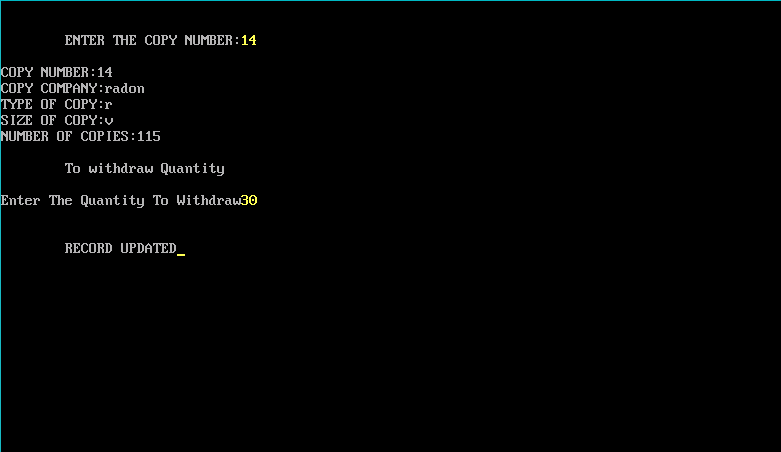 ENTER THE COPY NUMBER:14
COPY NUMBER:14
COPY COMPANY:radon
TYPE OF COPY:r
SIZE OF COPY:v
NUMBER OF COPIES:115
To withdraw Quantity
Enter The Quantity To Withdraw30
RECORD UPDATED_